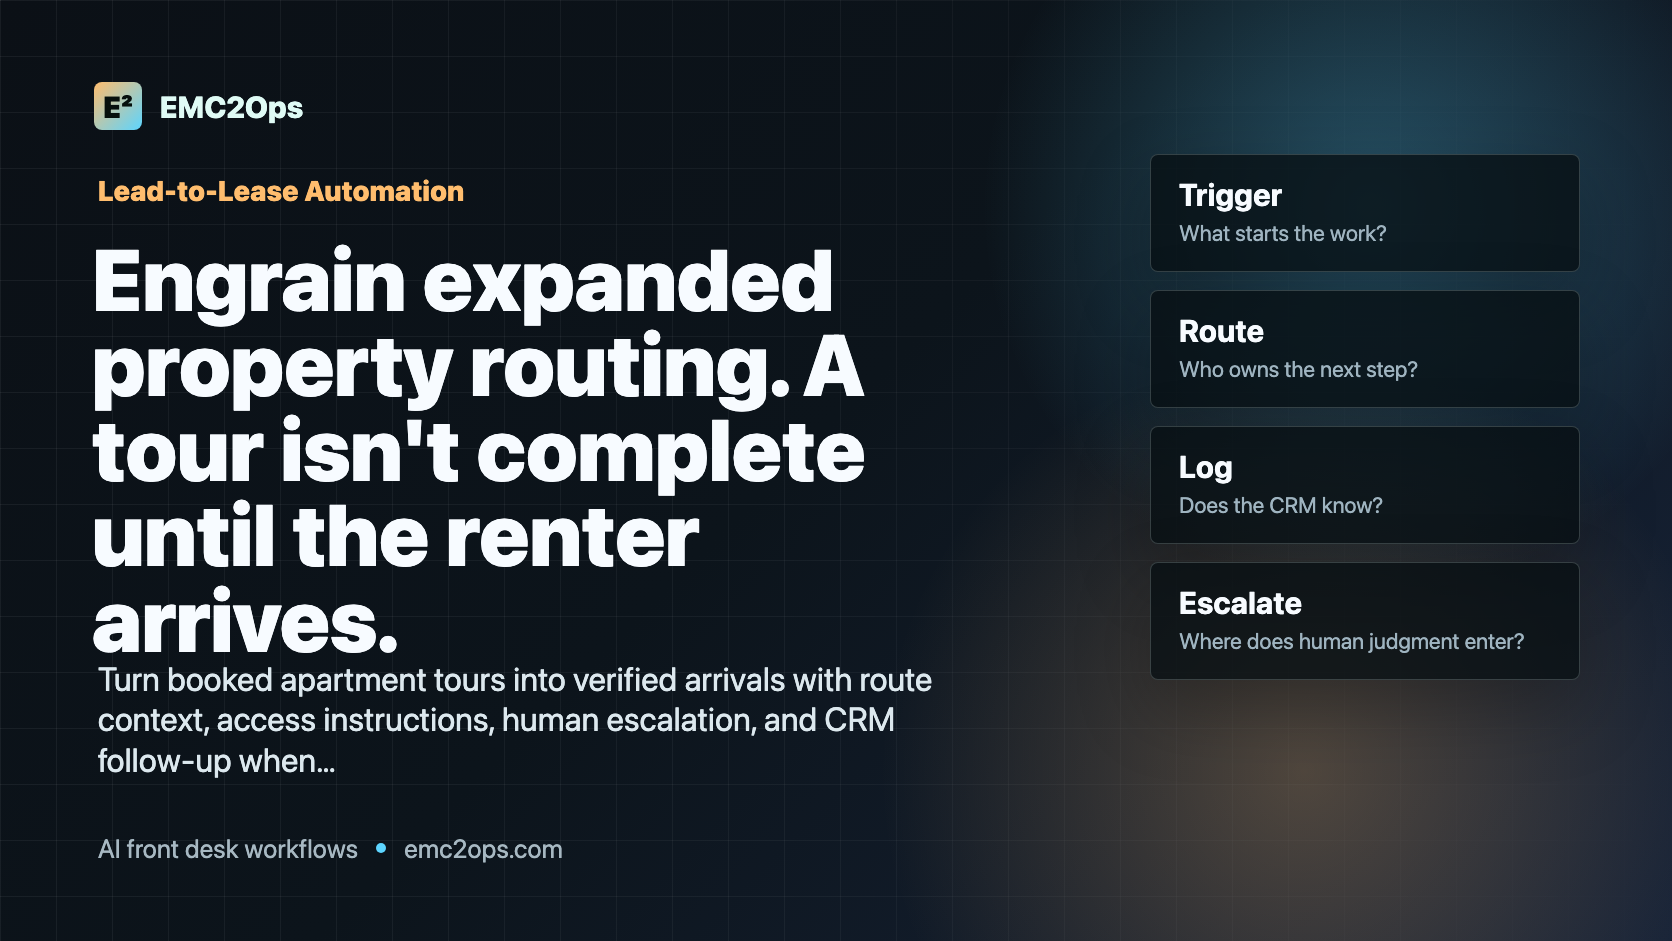 E² EMC2Ops
Lead-to-Lease Automation
Engrain expanded
property routing. A
tour isn't complete
until the renter
arrives.
Turn booked apartment tours into verified arrivals with route
context, access instructions, human escalation, and CRM
follow-up when...
AI front desk workflows • emc2ops.com
Trigger
What starts the work?
Route
Who owns the next step?
Log
Does the CRM know?
Escalate
Where does human judgment enter?